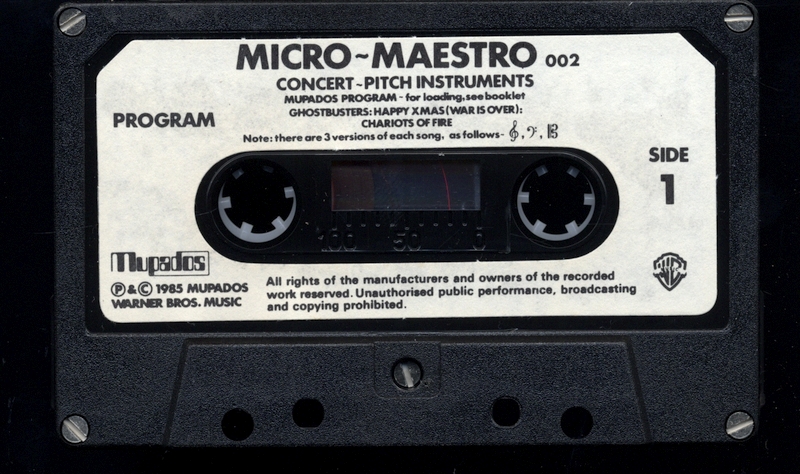 MICRO~MAESTRO 002
CONCERT~PITCH INSTRUMENTS
MUPADOS PROGRAM - for loading, see booklet
GHOSTBUSTERS: HAPPY XMAS (WAR IS OVER):
CHARIOTS OF FIRE
Note: there are 3 versions of each song, as follows- 𝄞, 𝄢, 𝄡
PROGRAM
SIDE
1
100 50 0
Mupados
Ⓟ & © 1985 MUPADOS
WARNER BROS. MUSIC
All rights of the manufacturers and owners of the recorded
work reserved. Unauthorised public performance, broadcasting
and copying prohibited.
WB